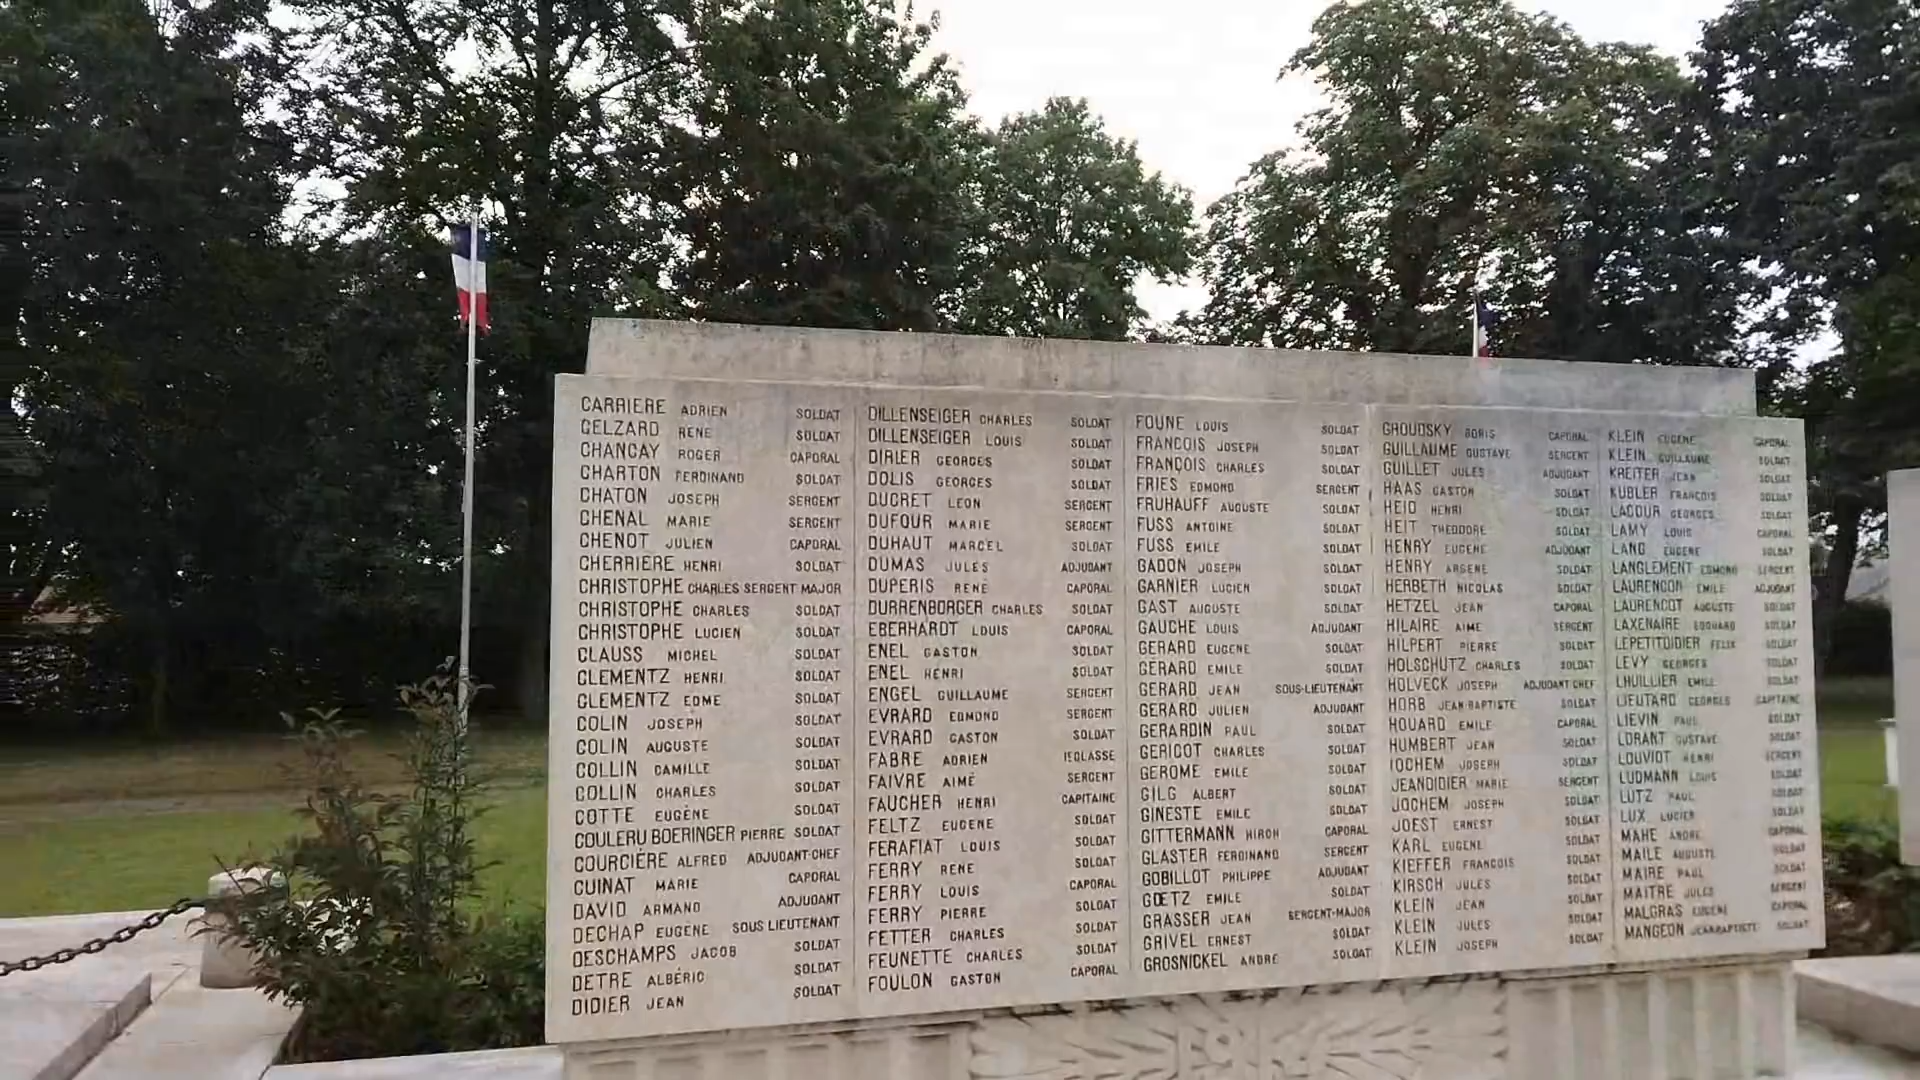 CARRIERE ADRIEN SOLDAT
CELZARD RENE SOLDAT
CHANCAY ROGER CAPORAL
CHARTON FERDINAND SOLDAT
CHATON JOSEPH SERGENT
CHENAL MARIE SERGENT
CHENOT JULIEN CAPORAL
CHERRIERE HENRI SOLDAT
CHRISTOPHE CHARLES SERGENT MAJOR
CHRISTOPHE CHARLES SOLDAT
CHRISTOPHE LUCIEN SOLDAT
CLAUSS MICHEL SOLDAT
CLEMENTZ HENRI SOLDAT
CLEMENTZ EDME SOLDAT
COLIN JOSEPH SOLDAT
COLIN AUGUSTE SOLDAT
COLLIN CAMILLE SOLDAT
COLLIN CHARLES SOLDAT
COTTE EUGÈNE SOLDAT
COULERU BOERINGER PIERRE SOLDAT
COURCIÈRE ALFRED ADJUDANT-CHEF
CUINAT MARIE CAPORAL
DAVID ARMAND ADJUDANT
DECHAP EUGENE SOUS LIEUTENANT
DESCHAMPS JACOB SOLDAT
DETRE ALBÉRIC SOLDAT
DIDIER JEAN SOLDAT
DILLENSEIGER CHARLES SOLDAT
DILLENSEIGER LOUIS SOLDAT
DIRLER GEORGES SOLDAT
DOLIS GEORGES SOLDAT
DUCRET LEON SERGENT
DUFOUR MARIE SERGENT
DUHAUT MARCEL SOLDAT
DUMAS JULES ADJUDANT
DUPERIS RENE CAPORAL
DURRENBORGER CHARLES SOLDAT
EBERHARDT LOUIS CAPORAL
ENEL GASTON SOLDAT
ENEL HENRI SOLDAT
ENGEL GUILLAUME SERGENT
EVRARD EDMOND SERGENT
EVRARD GASTON SOLDAT
FABRE ADRIEN 1E CLASSE
FAIVRE AIMÉ SERGENT
FAUCHER HENRI CAPITAINE
FELTZ EUGENE SOLDAT
FERAFIAT LOUIS SOLDAT
FERRY RENE SOLDAT
FERRY LOUIS CAPORAL
FERRY PIERRE SOLDAT
FETTER CHARLES SOLDAT
FEUNETTE CHARLES SOLDAT
FOULON GASTON CAPORAL
FOUNE LOUIS SOLDAT
FRANCOIS JOSEPH SOLDAT
FRANÇOIS CHARLES SOLDAT
FRIES EDMOND SERGENT
FRUHAUFF AUGUSTE SOLDAT
FUSS ANTOINE SOLDAT
FUSS EMILE SOLDAT
GADON JOSEPH SOLDAT
GARNIER LUCIEN SOLDAT
GAST AUGUSTE SOLDAT
GAUCHE LOUIS ADJUDANT
GERARD EUGENE SOLDAT
GÉRARD EMILE SOLDAT
GERARD JEAN SOUS-LIEUTENANT
GERARD JULIEN ADJUDANT
GERARDIN PAUL SOLDAT
GERICOT CHARLES SOLDAT
GEROME EMILE SOLDAT
GILG ALBERT SOLDAT
GINESTE EMILE SOLDAT
GITTERMANN HIRCH CAPORAL
GLASTER FERDINAND SERGENT
GOBILLOT PHILIPPE ADJUDANT
GOETZ EMILE SOLDAT
GRASSER JEAN SERGENT-MAJOR
GRIVEL ERNEST SOLDAT
GROSNICKEL ANDRE SOLDAT
GROUDSKY BORIS CAPORAL
GUILLAUME GUSTAVE SERGENT
GUILLET JULES ADJUDANT
HAAS GASTON SOLDAT
HEID HENRI SOLDAT
HEIT THEODORE SOLDAT
HENRY EUGENE ADJUDANT
HENRY ARSENE SOLDAT
HERBETH NICOLAS SOLDAT
HETZEL JEAN CAPORAL
HILAIRE AIME SERGENT
HILPERT PIERRE SOLDAT
HOLSCHUTZ CHARLES SOLDAT
HOLVECK JOSEPH ADJUDANT CHEF
HORB JEAN-BAPTISTE SOLDAT
HOUARD EMILE CAPORAL
HUMBERT JEAN SOLDAT
IOCHEM JOSEPH SOLDAT
JEANDIDIER MARIE SERGENT
JOCHEM JOSEPH SOLDAT
JOEST ERNEST SOLDAT
KARL EUGENE SOLDAT
KIEFFER FRANCOIS SOLDAT
KIRSCH JULES SOLDAT
KLEIN JEAN SOLDAT
KLEIN JULES SOLDAT
KLEIN JOSEPH SOLDAT
KLEIN EUGENE CAPORAL
KLEIN GUILLAUME SOLDAT
KREITER JEAN SOLDAT
KUBLER FRANCOIS SOLDAT
LACOUR GEORGES SOLDAT
LAMY LOUIS CAPORAL
LANG EUGENE SOLDAT
LANGLEMENT EDMOND SERGENT
LAURENCON EMILE ADJUDANT
LAURENCOT AUGUSTE SOLDAT
LAXENAIRE EDOUARD SOLDAT
LEPETITDIDIER FELIX SOLDAT
LEVY GEORGES SOLDAT
LHUILLIER EMILE SOLDAT
LIEUTARD GEORGES CAPITAINE
LIEVIN PAUL SOLDAT
LORANT GUSTAVE SOLDAT
LOUVIOT HENRI SERGENT
LUDMANN LOUIS SOLDAT
LUTZ PAUL SOLDAT
LUX LUCIEN SOLDAT
MAHE ANDRE CAPORAL
MAILE AUGUSTE SOLDAT
MAIRE PAUL SOLDAT
MAITRE JULES SERGENT
MALGRAS EUGENE CAPORAL
MANGEON JEAN-BAPTISTE SOLDAT